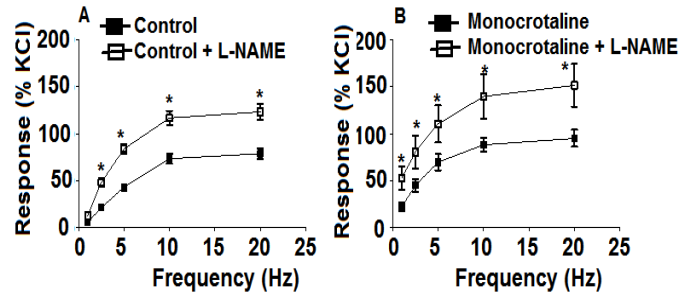 A
Control
Control + L-NAME
Response (% KCl)
200
150
100
50
0
* * * *
0 5 10 15 20 25
Frequency (Hz)
B
Monocrotaline
Monocrotaline + L-NAME
Response (% KCl)
200
150
100
50
0
* * * * *
0 5 10 15 20 25
Frequency (Hz)